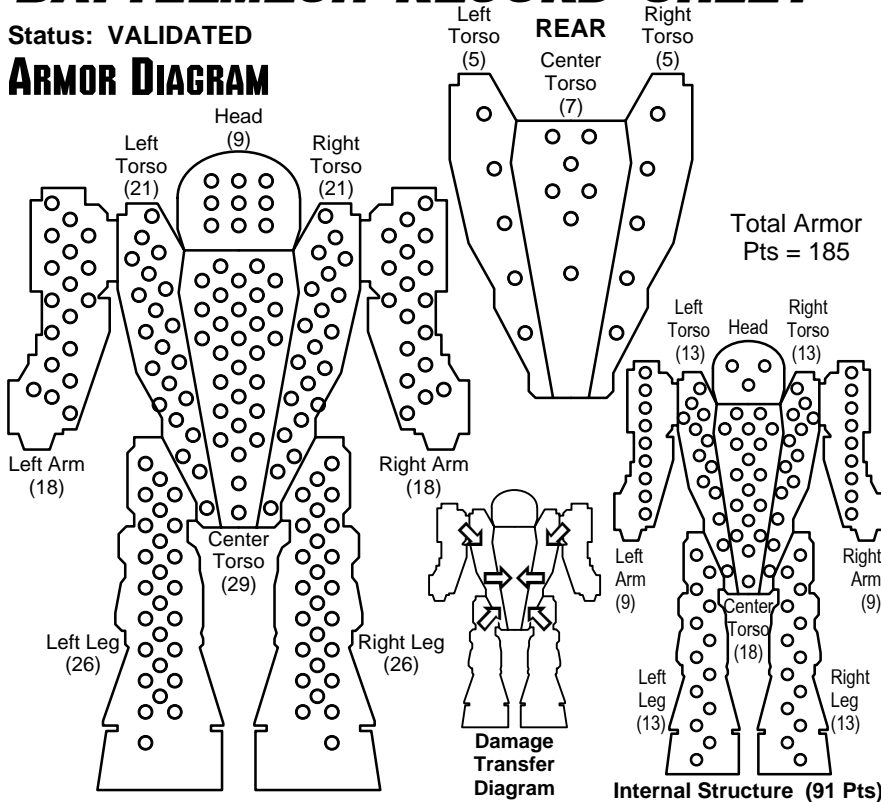 BATTLEMECH RECORD SHEET
Status: VALIDATED
ARMOR DIAGRAM
Head
(9)
Left
Torso
(21)
Right
Torso
(21)
Left Arm
(18)
Right Arm
(18)
Center
Torso
(29)
Left Leg
(26)
Right Leg
(26)
Left
Torso
(5)
REAR
Center
Torso
(7)
Right
Torso
(5)
Total Armor
Pts = 185
Damage
Transfer
Diagram
Left
Torso
(13)
Head
Right
Torso
(13)
Left
Arm
(9)
Right
Arm
(9)
Center
Torso
(18)
Left
Leg
(13)
Right
Leg
(13)
Internal Structure (91 Pts)